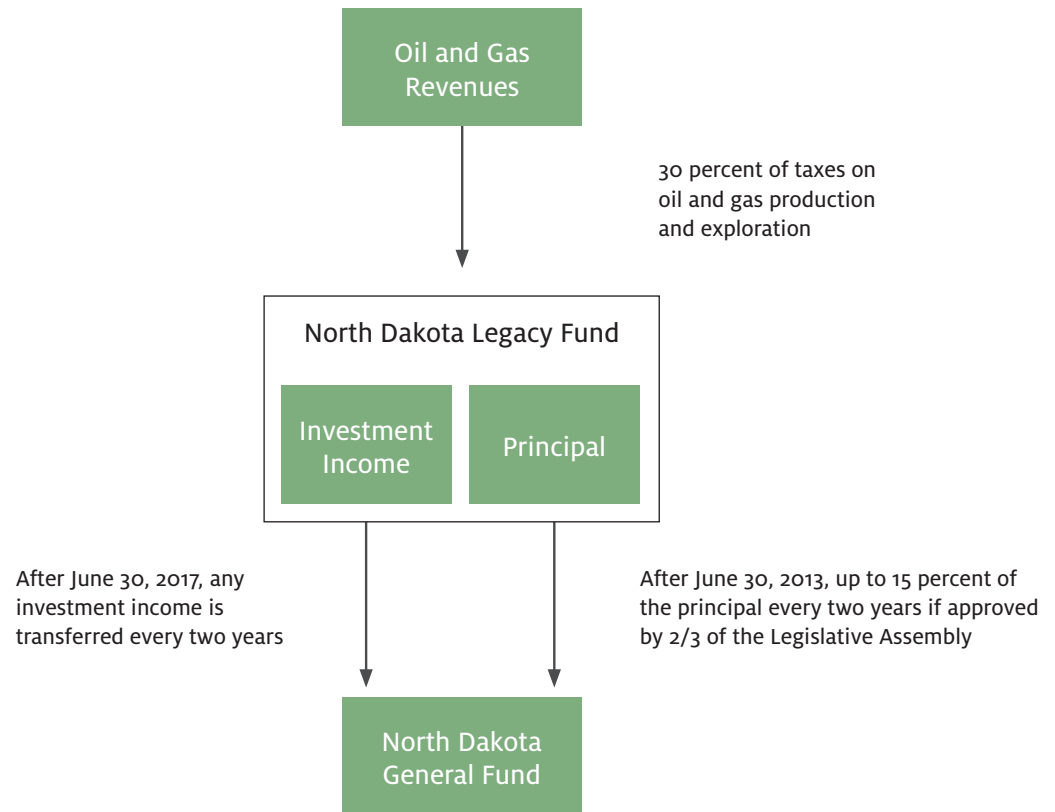 Oil and Gas
Revenues
30 percent of taxes on
oil and gas production
and exploration
North Dakota Legacy Fund
Investment
Income
Principal
After June 30, 2017, any
investment income is
transferred every two years
After June 30, 2013, up to 15 percent of
the principal every two years if approved
by 2/3 of the Legislative Assembly
North Dakota
General Fund